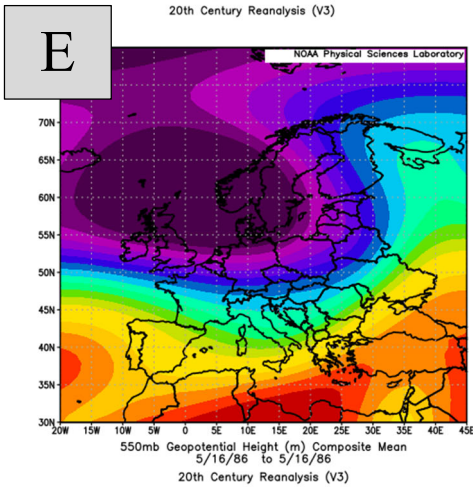 20th Century Reanalysis (V3)
E
NOAA Physical Sciences Laboratory
70N
65N
60N
55N
50N
45N
40N
35N
30N
20W 15W 10W 5W 0 5E 10E 15E 20E 25E 30E 35E 40E 45E
550mb Geopotential Height (m) Composite Mean
5/16/86 to 5/16/86
20th Century Reanalysis (V3)